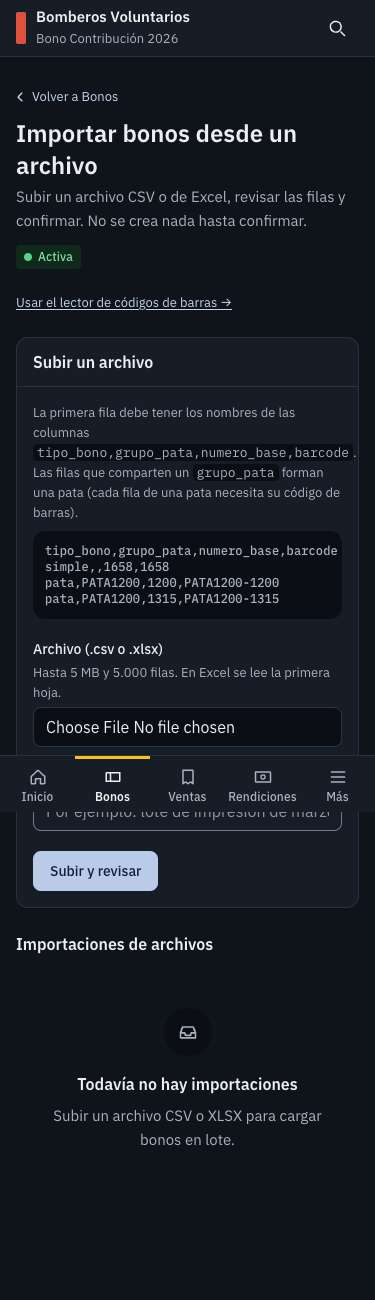 Bomberos Voluntarios
Bono Contribución 2026
Volver a Bonos
Importar bonos desde un
archivo
Subir un archivo CSV o de Excel, revisar las filas y
confirmar. No se crea nada hasta confirmar.
Activa
Usar el lector de códigos de barras →
Subir un archivo
La primera fila debe tener los nombres de las
columnas
tipo_bono,grupo_pata,numero_base,barcode.
Las filas que comparten un grupo_pata forman
una pata (cada fila de una pata necesita su código de
barras).
tipo_bono,grupo_pata,numero_base,barcode
simple,,1658,1658
pata,PATA1200,1200,PATA1200-1200
pata,PATA1200,1315,PATA1200-1315
Archivo (.csv o .xlsx)
Hasta 5 MB y 5.000 filas. En Excel se lee la primera
hoja.
Choose File No file chosen
Inicio
Bonos
Ventas
Rendiciones
Más
Por ejemplo: lote de impresión de
Subir y revisar
Importaciones de archivos
Todavía no hay importaciones
Subir un archivo CSV o XLSX para cargar
bonos en lote.